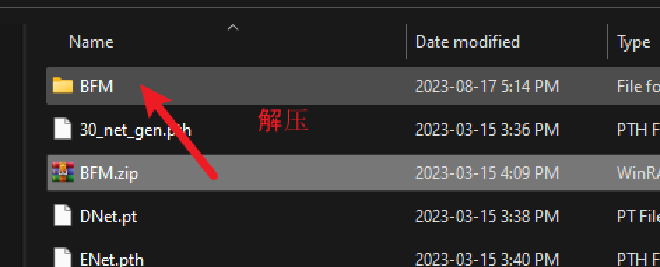 Name Date modified Type
BFM 2023-08-17 5:14 PM File fo
解压
30_net_gen.pth 2023-03-15 3:36 PM PTH F
BFM.zip 2023-03-15 4:09 PM WinRA
DNet.pt 2023-03-15 3:38 PM PT File
ENet.pth 2023-03-15 3:40 PM PTH F